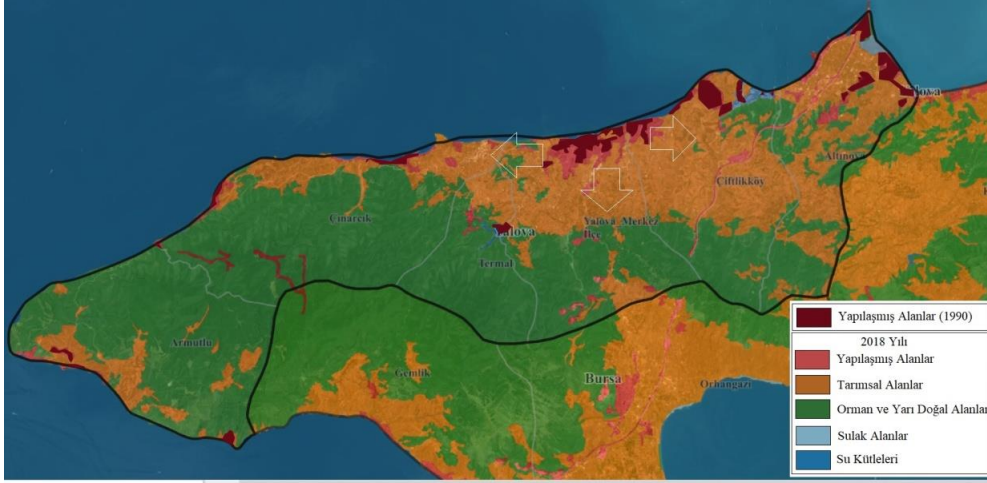 lova
Altınova
Çiftlikköy
Çınarcık
Yalova Merkez
Yalova
İlçe
Termal
Armutlu
Gemlik
Bursa
Orhangazi
Yapılaşmış Alanlar (1990)
2018 Yılı
Yapılaşmış Alanlar
Tarımsal Alanlar
Orman ve Yarı Doğal Alanlar
Sulak Alanlar
Su Kütleleri